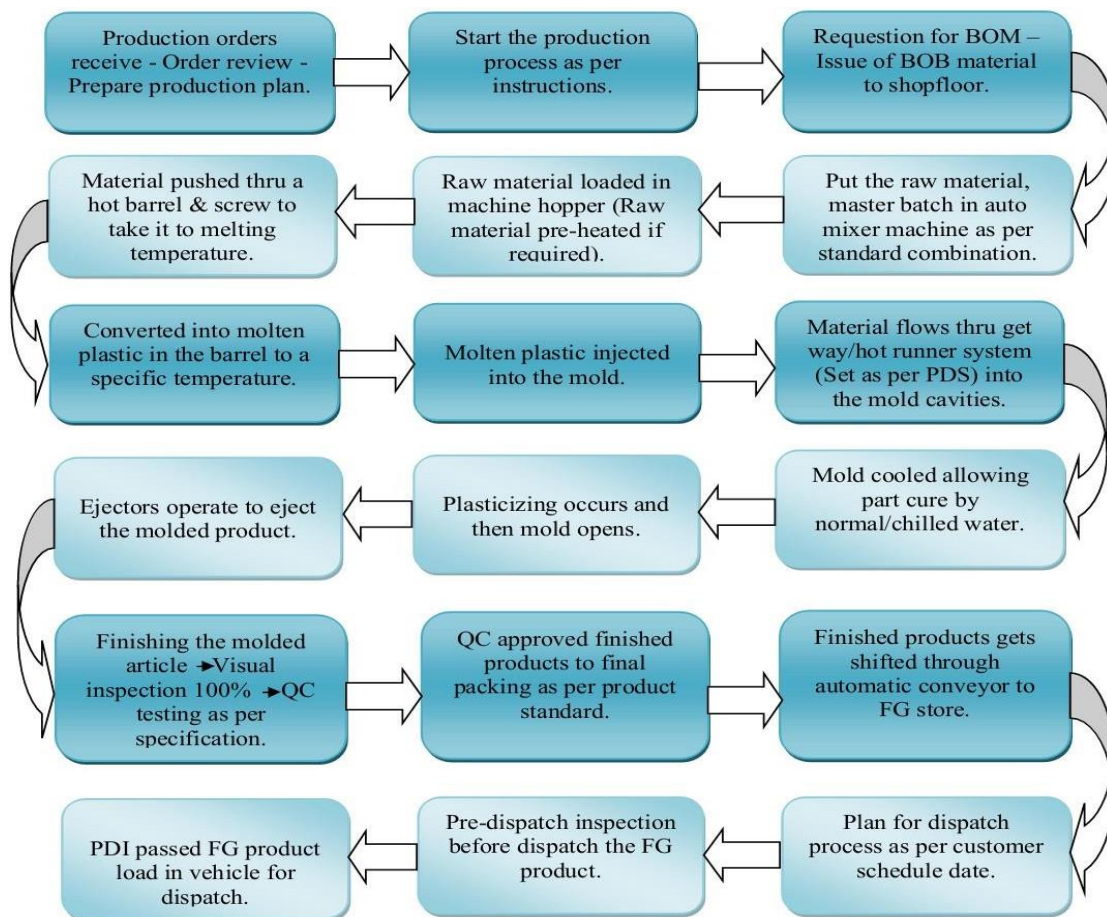 Production orders
receive - Order review -
Prepare production plan.
Start the production
process as per
instructions.
Requestion for BOM –
Issue of BOB material
to shopfloor.
Put the raw material,
master batch in auto
mixer machine as per
standard combination.
Raw material loaded in
machine hopper (Raw
material pre-heated if
required).
Material pushed thru a
hot barrel & screw to
take it to melting
temperature.
Converted into molten
plastic in the barrel to a
specific temperature.
Molten plastic injected
into the mold.
Material flows thru get
way/hot runner system
(Set as per PDS) into
the mold cavities.
Mold cooled allowing
part cure by
normal/chilled water.
Plasticizing occurs and
then mold opens.
Ejectors operate to eject
the molded product.
Finishing the molded
article →Visual
inspection 100% →QC
testing as per
specification.
QC approved finished
products to final
packing as per product
standard.
Finished products gets
shifted through
automatic conveyor to
FG store.
Plan for dispatch
process as per customer
schedule date.
Pre-dispatch inspection
before dispatch the FG
product.
PDI passed FG product
load in vehicle for
dispatch.